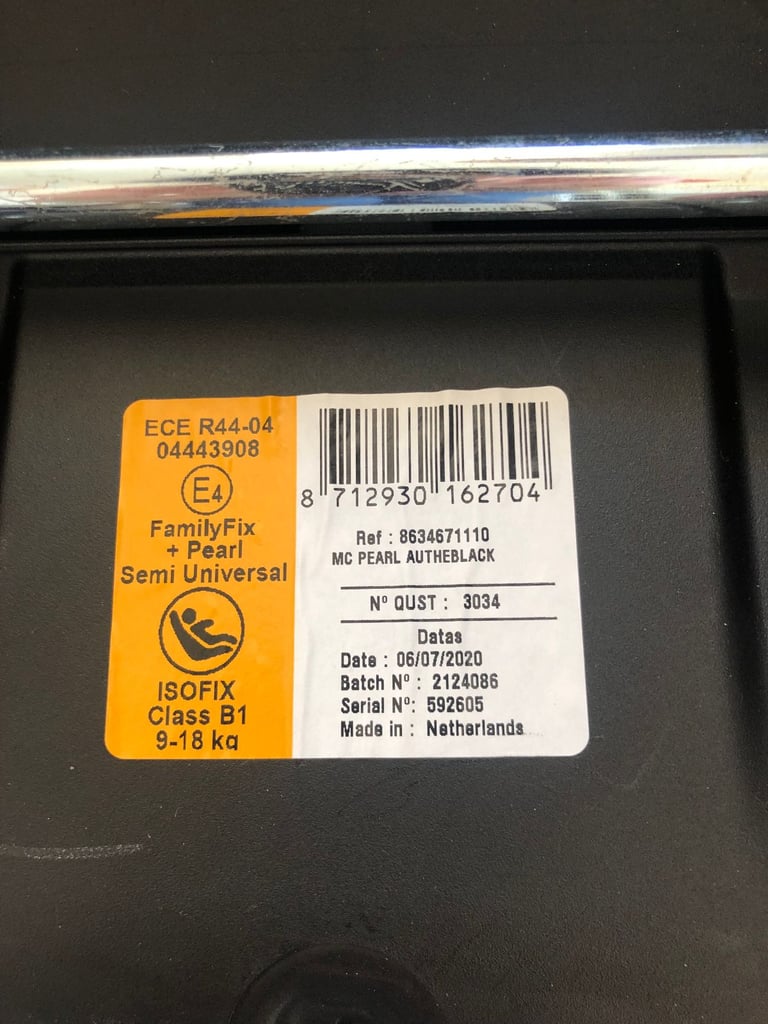 ECE R44-04
04443908
E4
FamilyFix
+ Pearl
Semi Universal
ISOFIX
Class B1
9-18 kg
8 712930 162704
Ref : 8634671110
MC PEARL AUTHEBLACK
Nº QUST : 3034
Datas
Date : 06/07/2020
Batch Nº : 2124086
Serial Nº: 592605
Made in : Netherlands